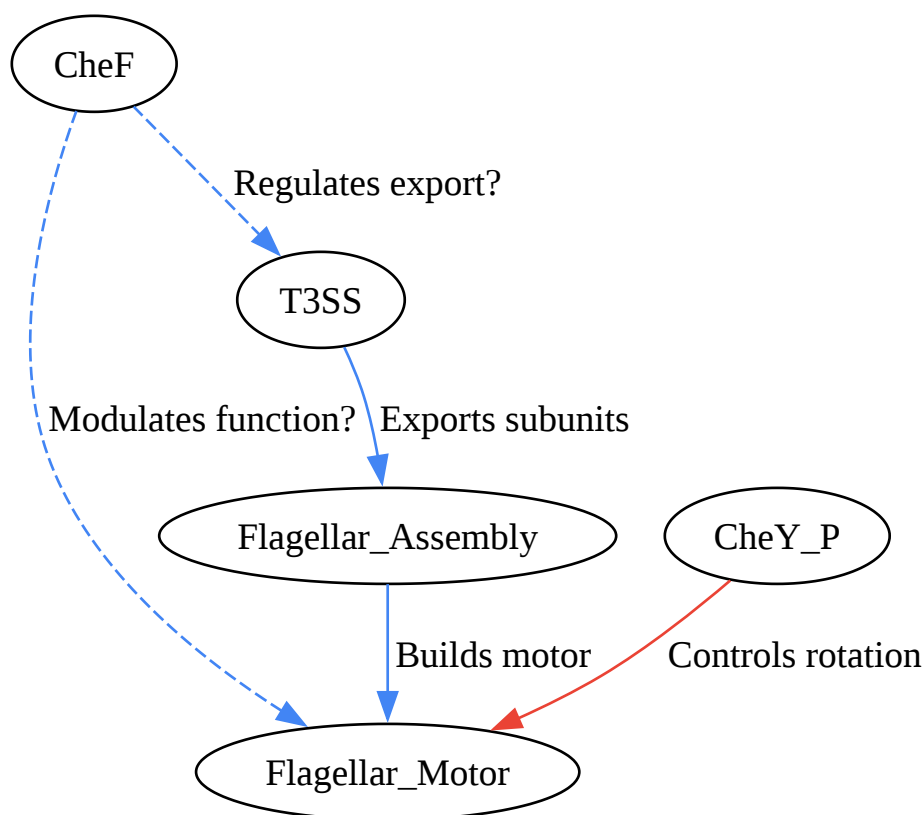 CheF
Regulates export?
T3SS
Modulates function?
Exports subunits
Flagellar_Assembly
CheY_P
Builds motor
Controls rotation
Flagellar_Motor